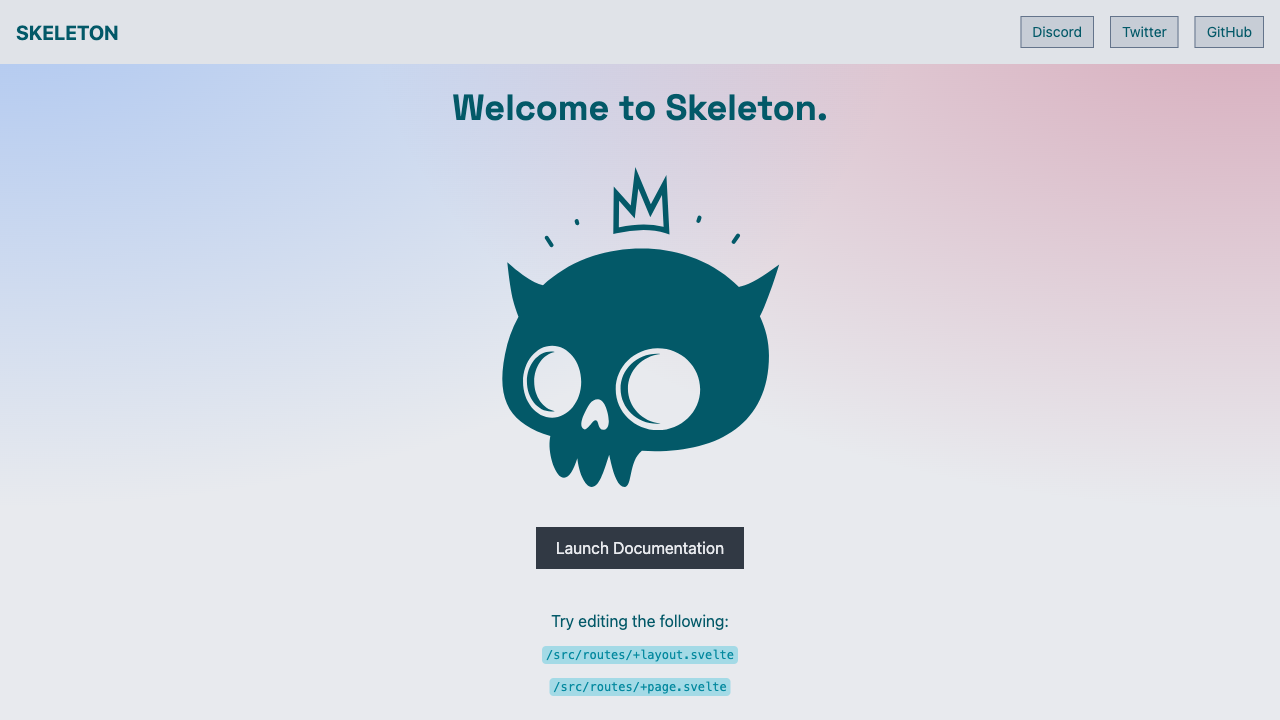 SKELETON
Discord
Twitter
GitHub
Welcome to Skeleton.
Launch Documentation
Try editing the following:
/src/routes/+layout.svelte
/src/routes/+page.svelte